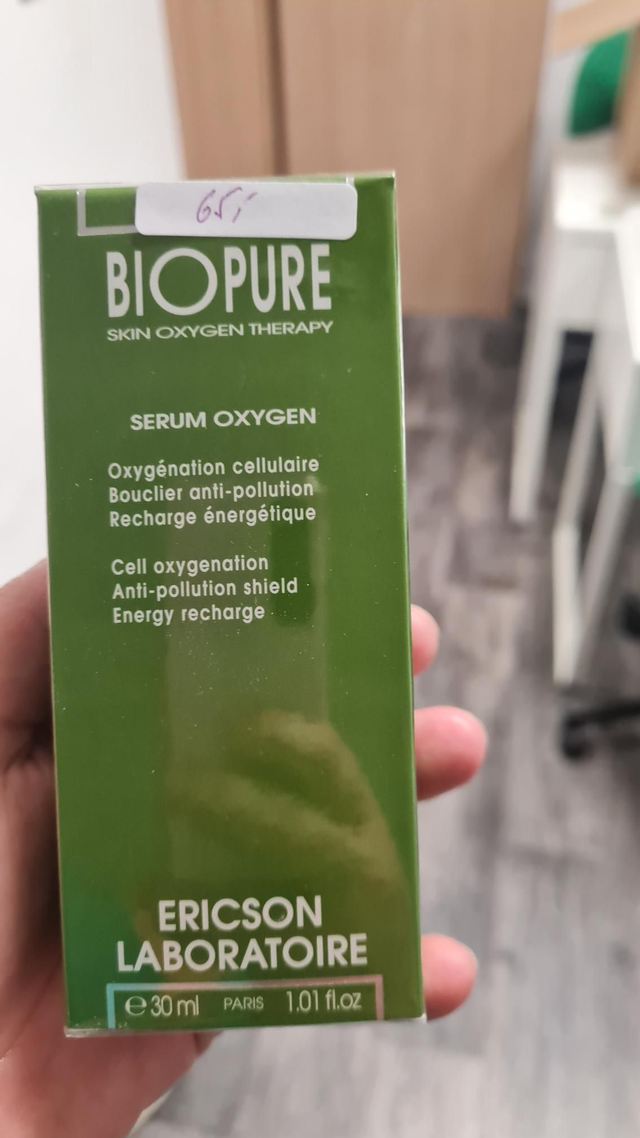 65,-
BIOPURE
SKIN OXYGEN THERAPY
SERUM OXYGEN
Oxygénation cellulaire
Bouclier anti-pollution
Recharge énergétique
Cell oxygenation
Anti-pollution shield
Energy recharge
ERICSON
LABORATOIRE
℮ 30 ml PARIS 1.01 fl.oz